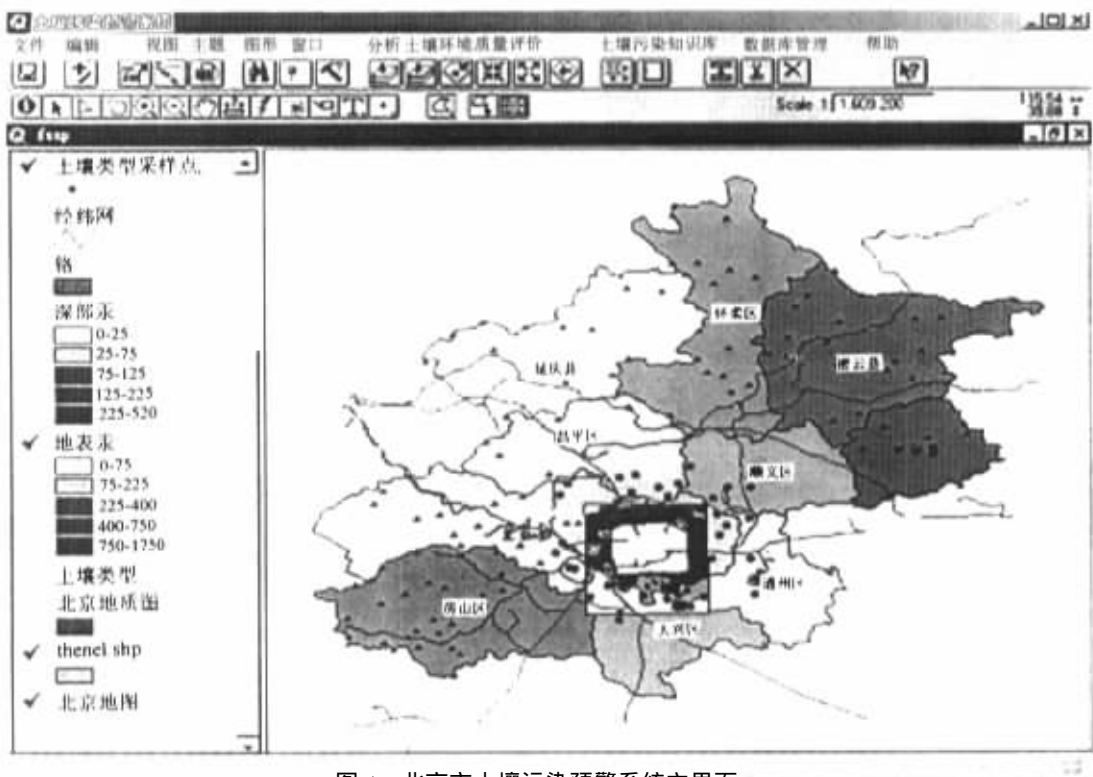 文件 编辑 视图 主题 图形 窗口 分析 土壤环境质量评价 土壤污染知识库 数据库管理 帮助
Scale 1: 1,609,200
土壤类型采样点
经纬网
铬
深部汞
0-25
25-75
75-125
125-225
225-520
地表汞
0-75
75-225
225-400
400-750
750-1750
土壤类型
北京地质图
thenel shp
北京地图
怀柔区
密云县
延庆县
昌平区
顺义区
通州区
房山区
大兴区
北京市土壤污染预警系统主界面